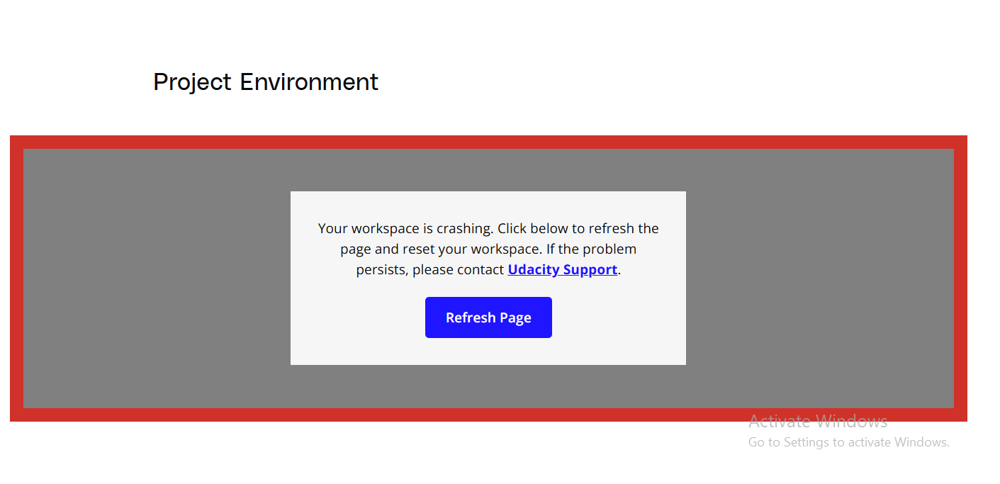 Project Environment
Your workspace is crashing. Click below to refresh the
page and reset your workspace. If the problem
persists, please contact Udacity Support.
Refresh Page
Activate Windows
Go to Settings to activate Windows.